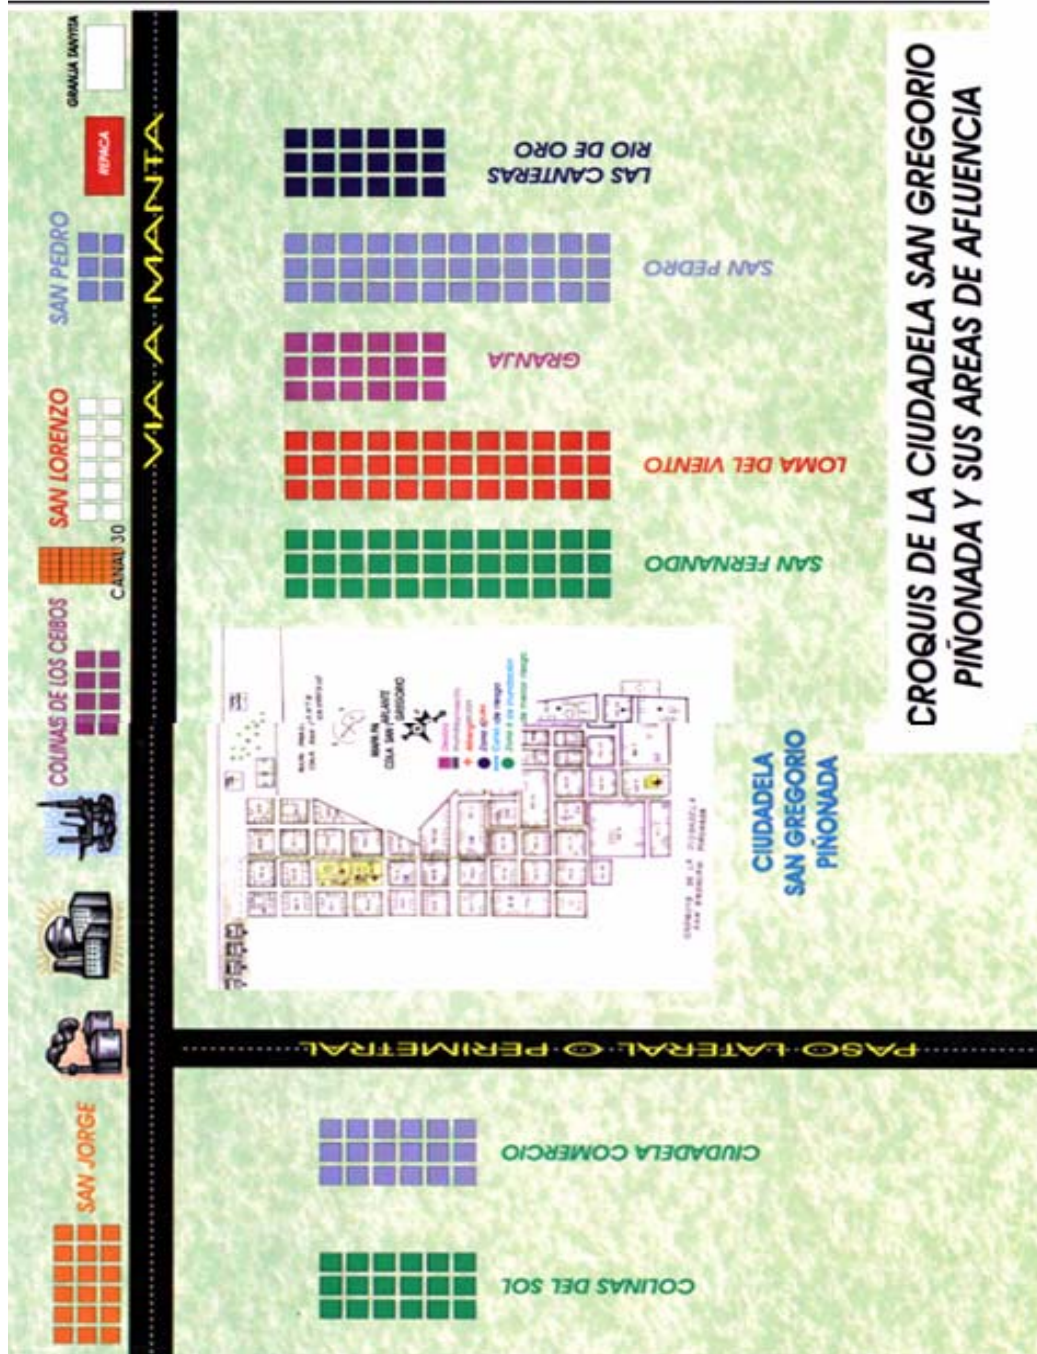 CROQUIS DE LA CIUDADELA SAN GREGORIO
PIÑONADA Y SUS AREAS DE AFLUENCIA
GRANJA TANYITA
REPACA
SAN PEDRO
SAN LORENZO
CANAL 30
COLINAS DE LOS CEIBOS
SAN JORGE
VIA A MANTA
LAS CANTERAS
RIO DE ORO
SAN PEDRO
GRANJA
LOMA DEL VIENTO
SAN FERNANDO
CIUDADELA
SAN GREGORIO
PIÑONADA
PASO LATERAL O PERIMETRAL
CIUDADELA COMERCIO
COLINAS DEL SOL